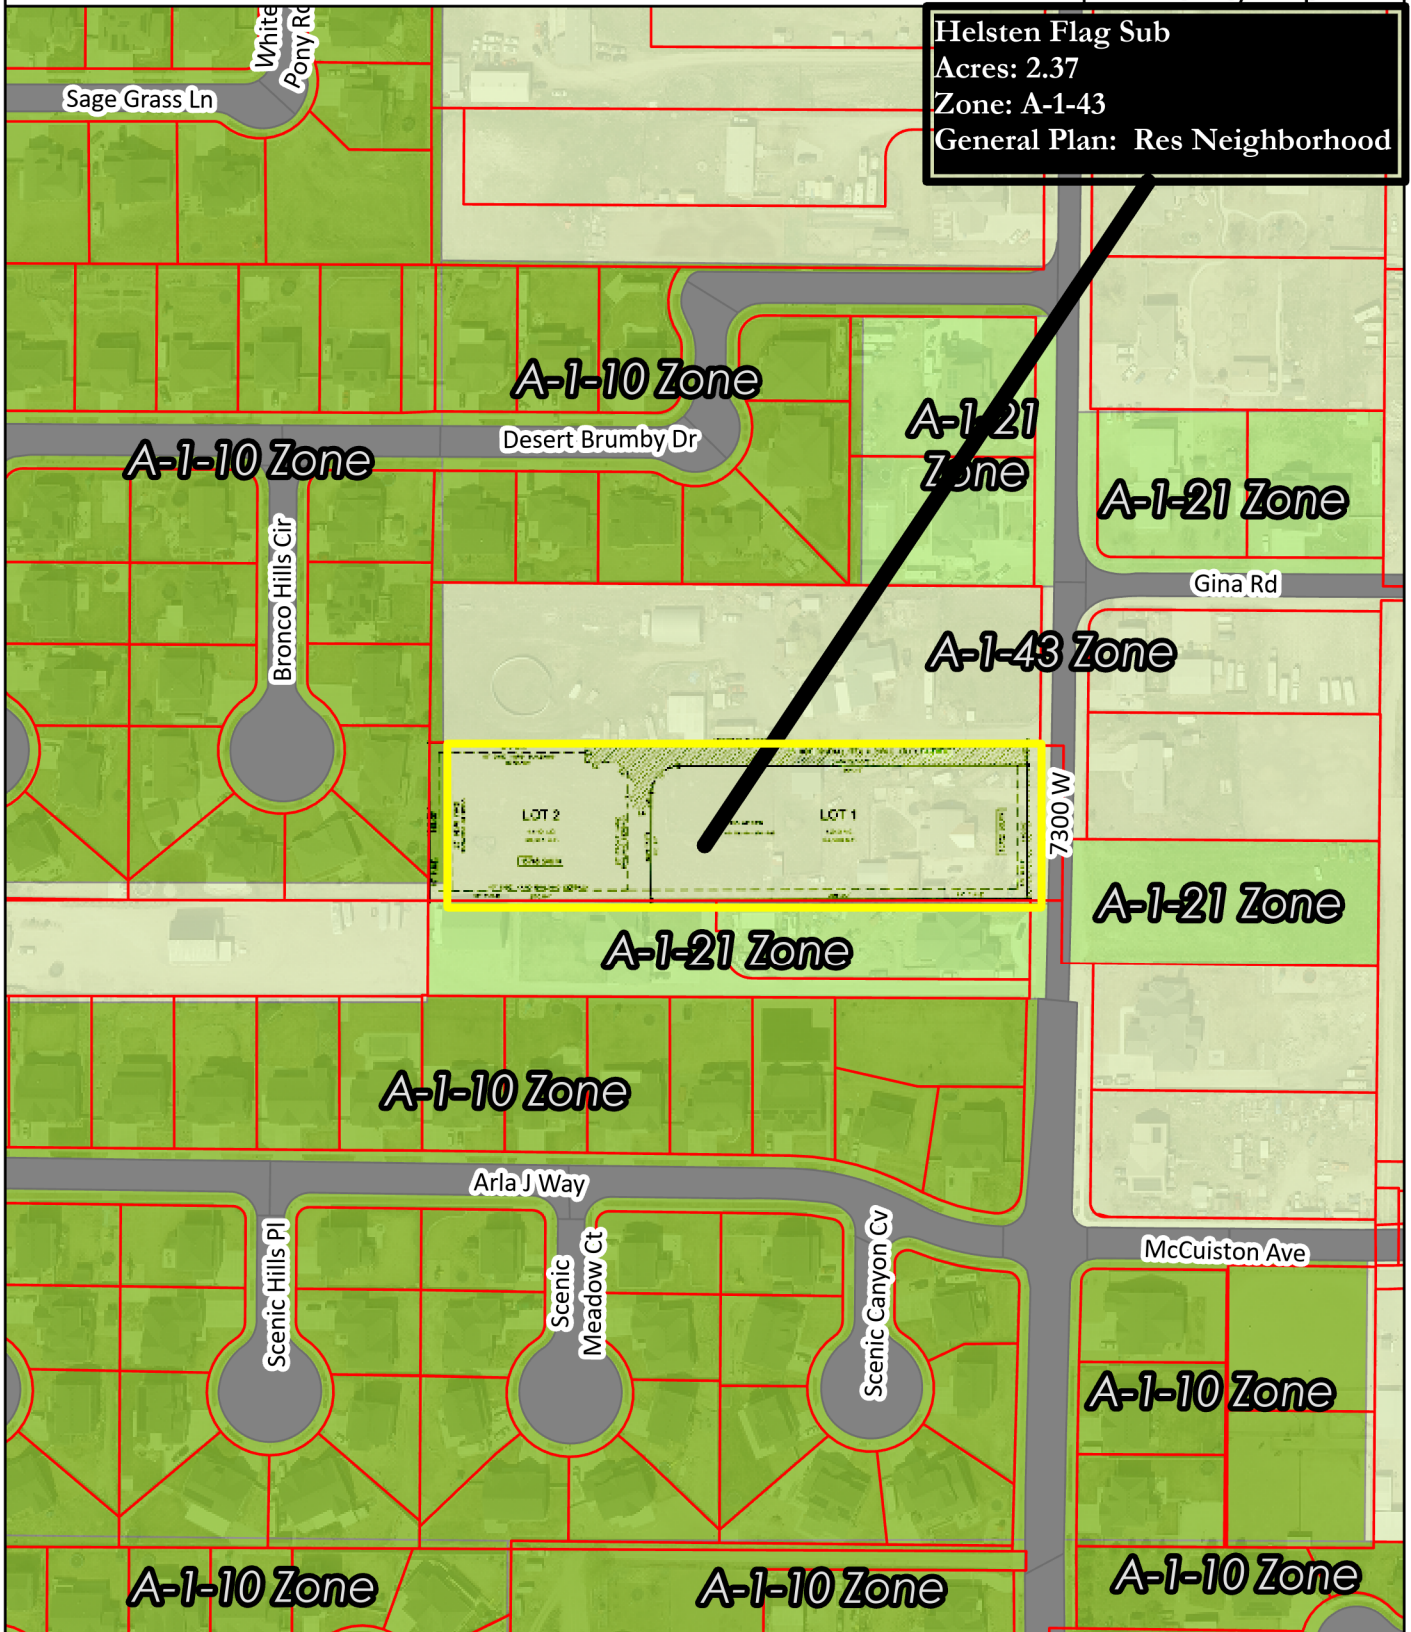 Helsten Flag Sub
Acres: 2.37
Zone: A-1-43
General Plan: Res Neighborhood
White
Pony Rd
Sage Grass Ln
A-1-10 Zone
A-1-21
Zone
Desert Brumby Dr
A-1-10 Zone
A-1-21 Zone
Bronco Hills Cir
Gina Rd
A-1-43 Zone
LOT 2
LOT 1
7300 W
A-1-21 Zone
A-1-21 Zone
A-1-10 Zone
Arla J Way
Scenic Hills Pl
Scenic
Meadow Ct
Scenic Canyon Cv
McCuiston Ave
A-1-10 Zone
A-1-10 Zone
A-1-10 Zone
A-1-10 Zone